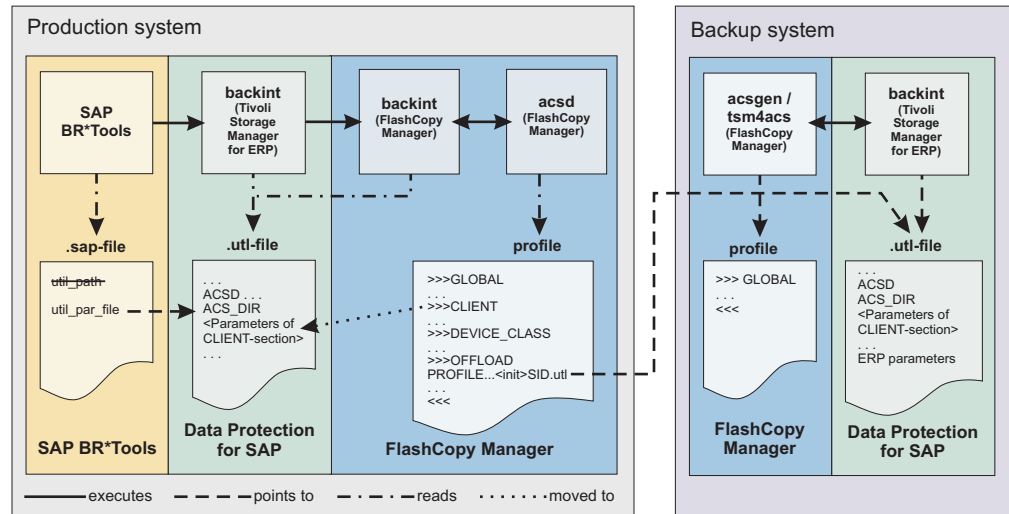 Production system
SAP
BR*Tools
backint
(Tivoli
Storage
Manager
for ERP)
backint
(FlashCopy
Manager)
acsd
(FlashCopy
Manager)
.sap-file
.utl-file
profile
util_path
util_par_file
. . .
ACSD . . .
ACS_DIR
<Parameters of
CLIENT-section>
. . .
>>>GLOBAL
. . .
>>>CLIENT
. . .
>>>DEVICE_CLASS
. . .
>>>OFFLOAD
PROFILE...<init>SID.utl
. . .
<<<
SAP BR*Tools
Data Protection
for SAP
FlashCopy Manager
executes
points to
reads
moved to
Backup system
acsgen /
tsm4acs
(FlashCopy
Manager)
backint
(Tivoli
Storage
Manager
for ERP)
profile
.utl-file
>>> GLOBAL
. . .
<<<
. . .
ACSD
ACS_DIR
<Parameters of
CLIENT-section>
. . .
ERP parameters
FlashCopy
Manager
Data Protection
for SAP